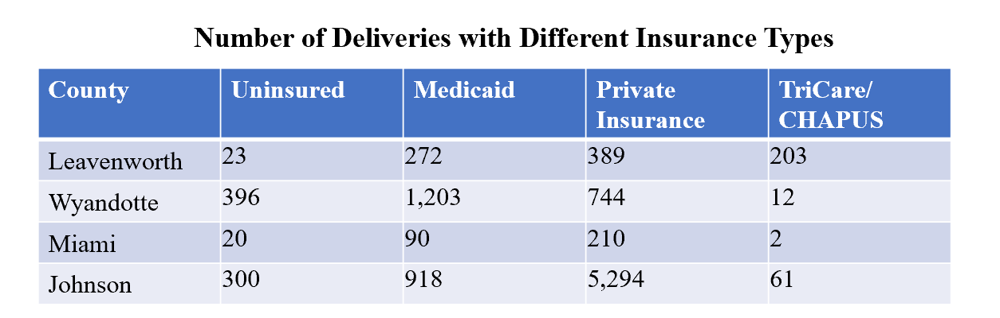 Number of Deliveries with Different Insurance Types
County Uninsured Medicaid Private Insurance TriCare/ CHAPUS
Leavenworth 23 272 389 203
Wyandotte 396 1,203 744 12
Miami 20 90 210 2
Johnson 300 918 5,294 61